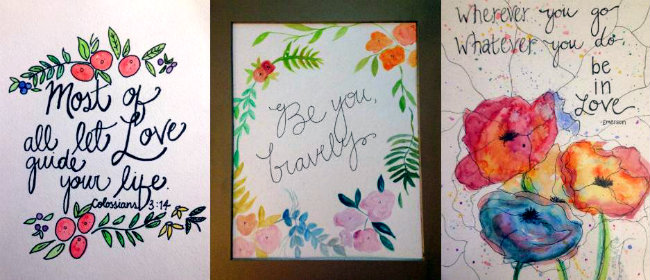 Most of
all let Love
guide
your life.
Colossians 3:14
Be you,
bravely
Wherever you go
Whatever you do,
be
in
Love
-Emerson